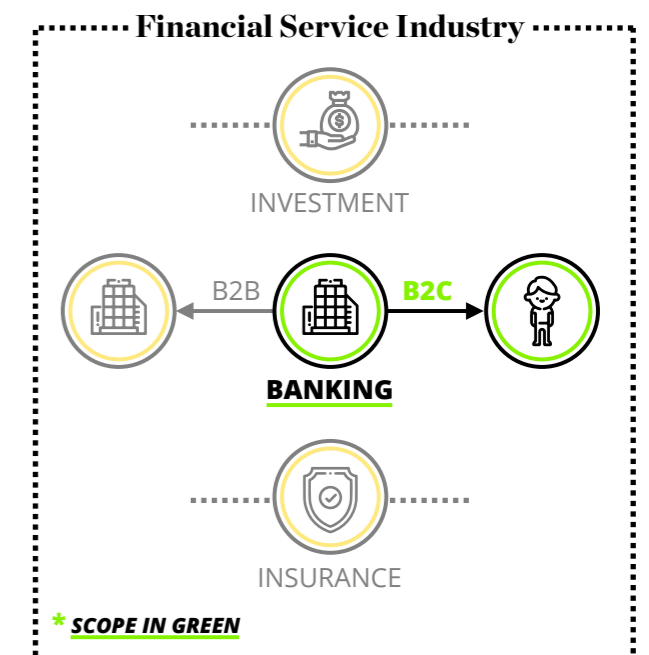 Financial Service Industry
$
INVESTMENT
B2B
B2C
BANKING
INSURANCE
* SCOPE IN GREEN